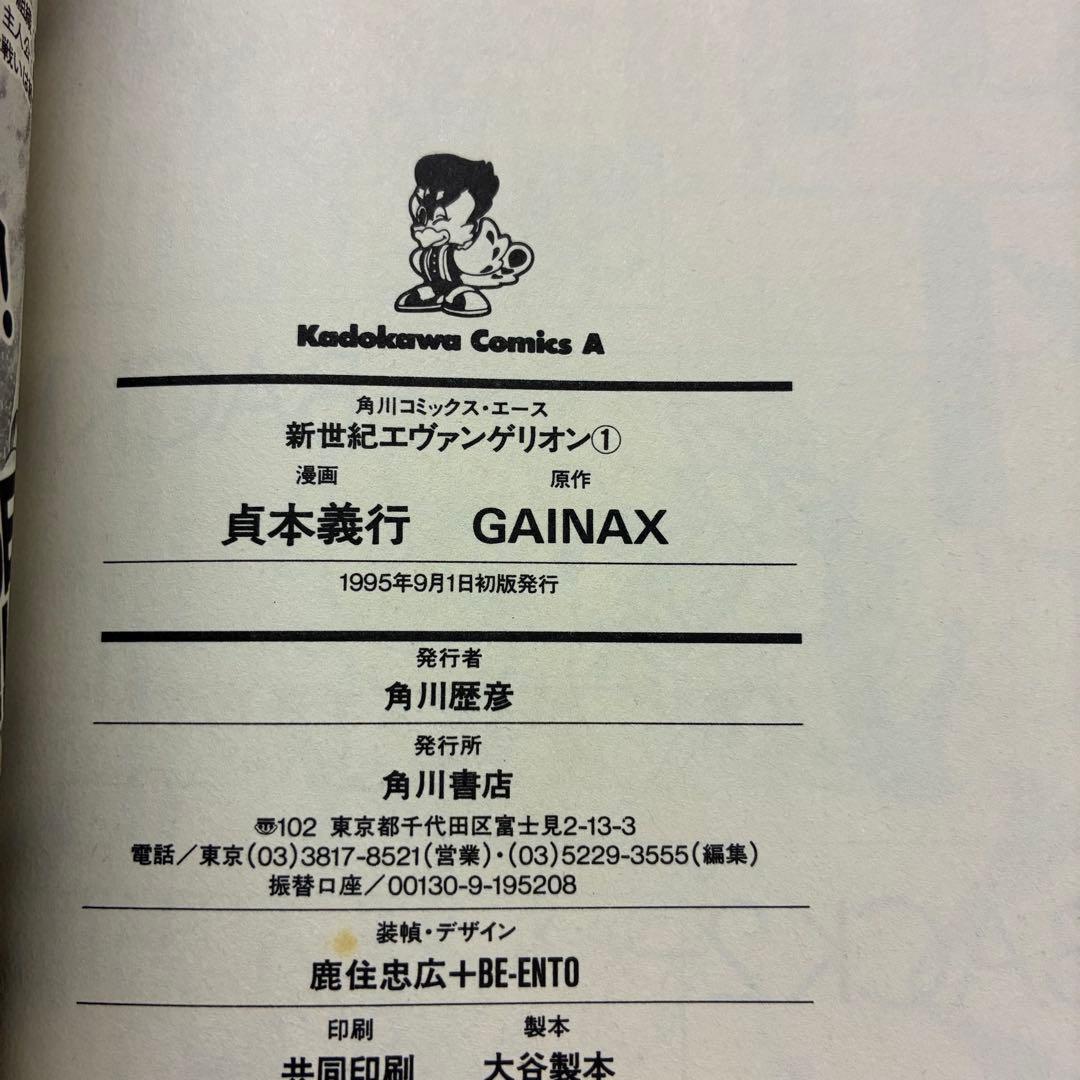 主人公
戦いは
Kadokawa Comics A
角川コミックス・エース
新世紀エヴァンゲリオン①
漫画 原作
貞本義行 GAINAX
1995年9月1日初版発行
発行者
角川歴彦
発行所
角川書店
〠102 東京都千代田区富士見2-13-3
電話／東京(03)3817-8521(営業)・(03)5229-3555(編集)
振替口座／00130-9-195208
装幀・デザイン
鹿住忠広+BE-ENTO
印刷 製本
共同印刷 大谷製本